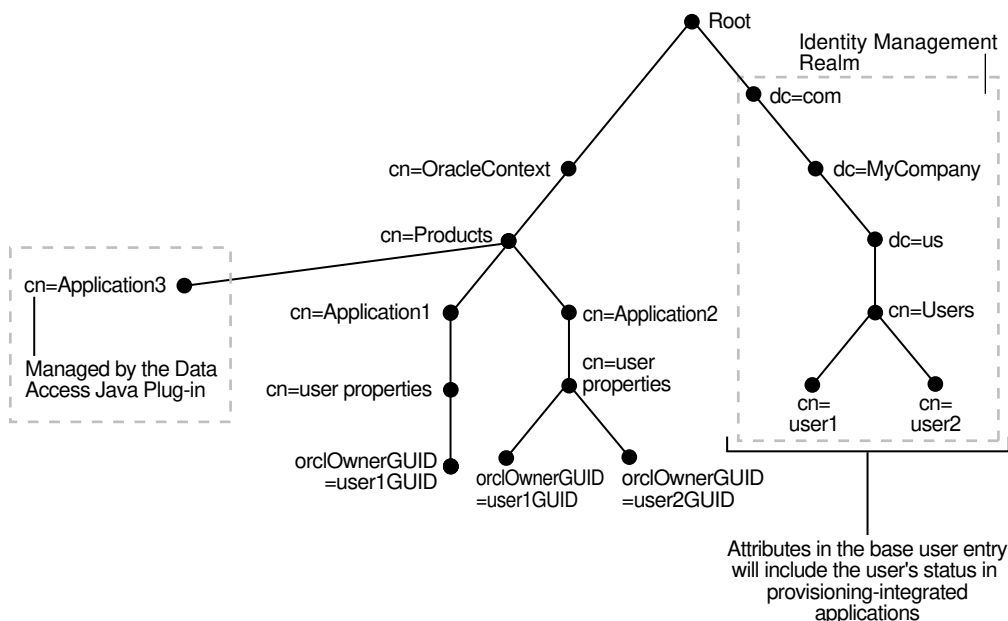 Root
Identity Management
Realm
dc=com
cn=OracleContext
dc=MyCompany
cn=Products
dc=us
cn=Application3
cn=Application1
cn=Application2
cn=Users
Managed by the Data
Access Java Plug-in
cn=user properties
cn=user
properties
cn=
user1
cn=
user2
orclOwnerGUID
=user1GUID
orclOwnerGUID
=user1GUID
orclOwnerGUID
=user2GUID
Attributes in the base user entry
will include the user's status in
provisioning-integrated
applications